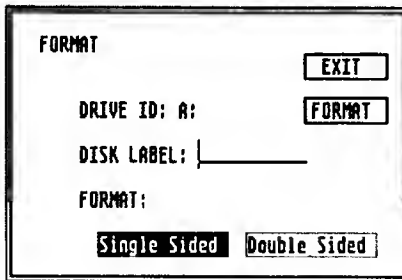 FORMAT
EXIT
DRIVE ID: A:
FORMAT
DISK LABEL:
FORMAT:
Single Sided Double Sided